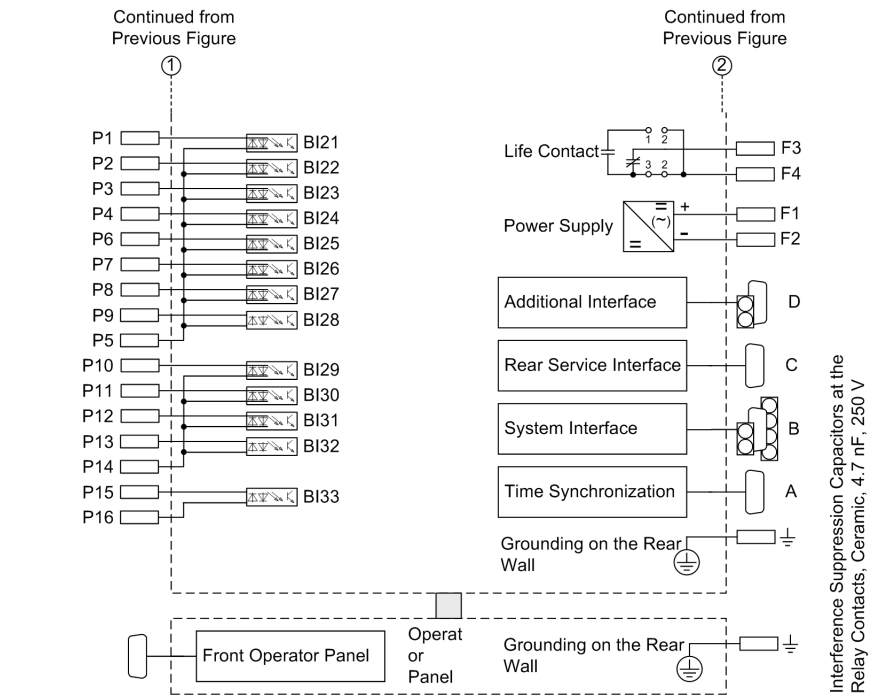 Continued from
Previous Figure
1
Continued from
Previous Figure
2
P1
BI21
P2
BI22
P3
BI23
P4
BI24
P6
BI25
P7
BI26
P8
BI27
P9
BI28
P5
P10
BI29
P11
BI30
P12
BI31
P13
BI32
P14
P15
BI33
P16
Life Contact
1 2
3 2
F3
F4
Power Supply
= + 
(~)
= -
F1
F2
Additional Interface
D
Rear Service Interface
C
System Interface
B
Time Synchronization
A
Grounding on the Rear
Wall
Front Operator Panel
Operat
or
Panel
Grounding on the Rear
Wall
Interference Suppression Capacitors at the
Relay Contacts, Ceramic, 4.7 nF, 250 V